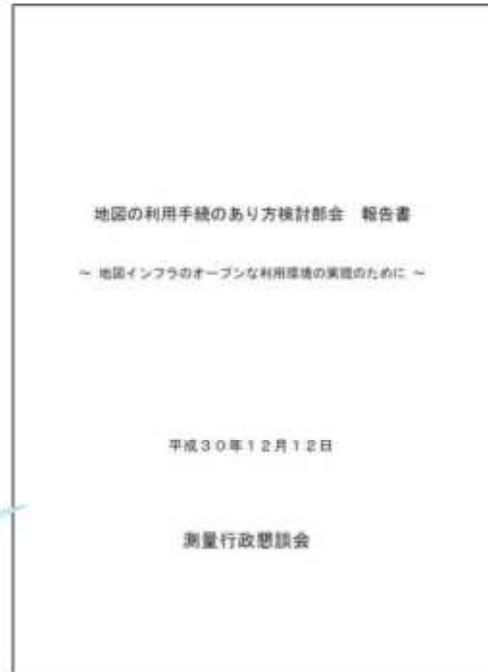 地図の利用手続のあり方検討部会　報告書
～ 地図インフラのオープンな利用環境の実現のために ～
平成３０年１２月１２日
測量行政懇談会